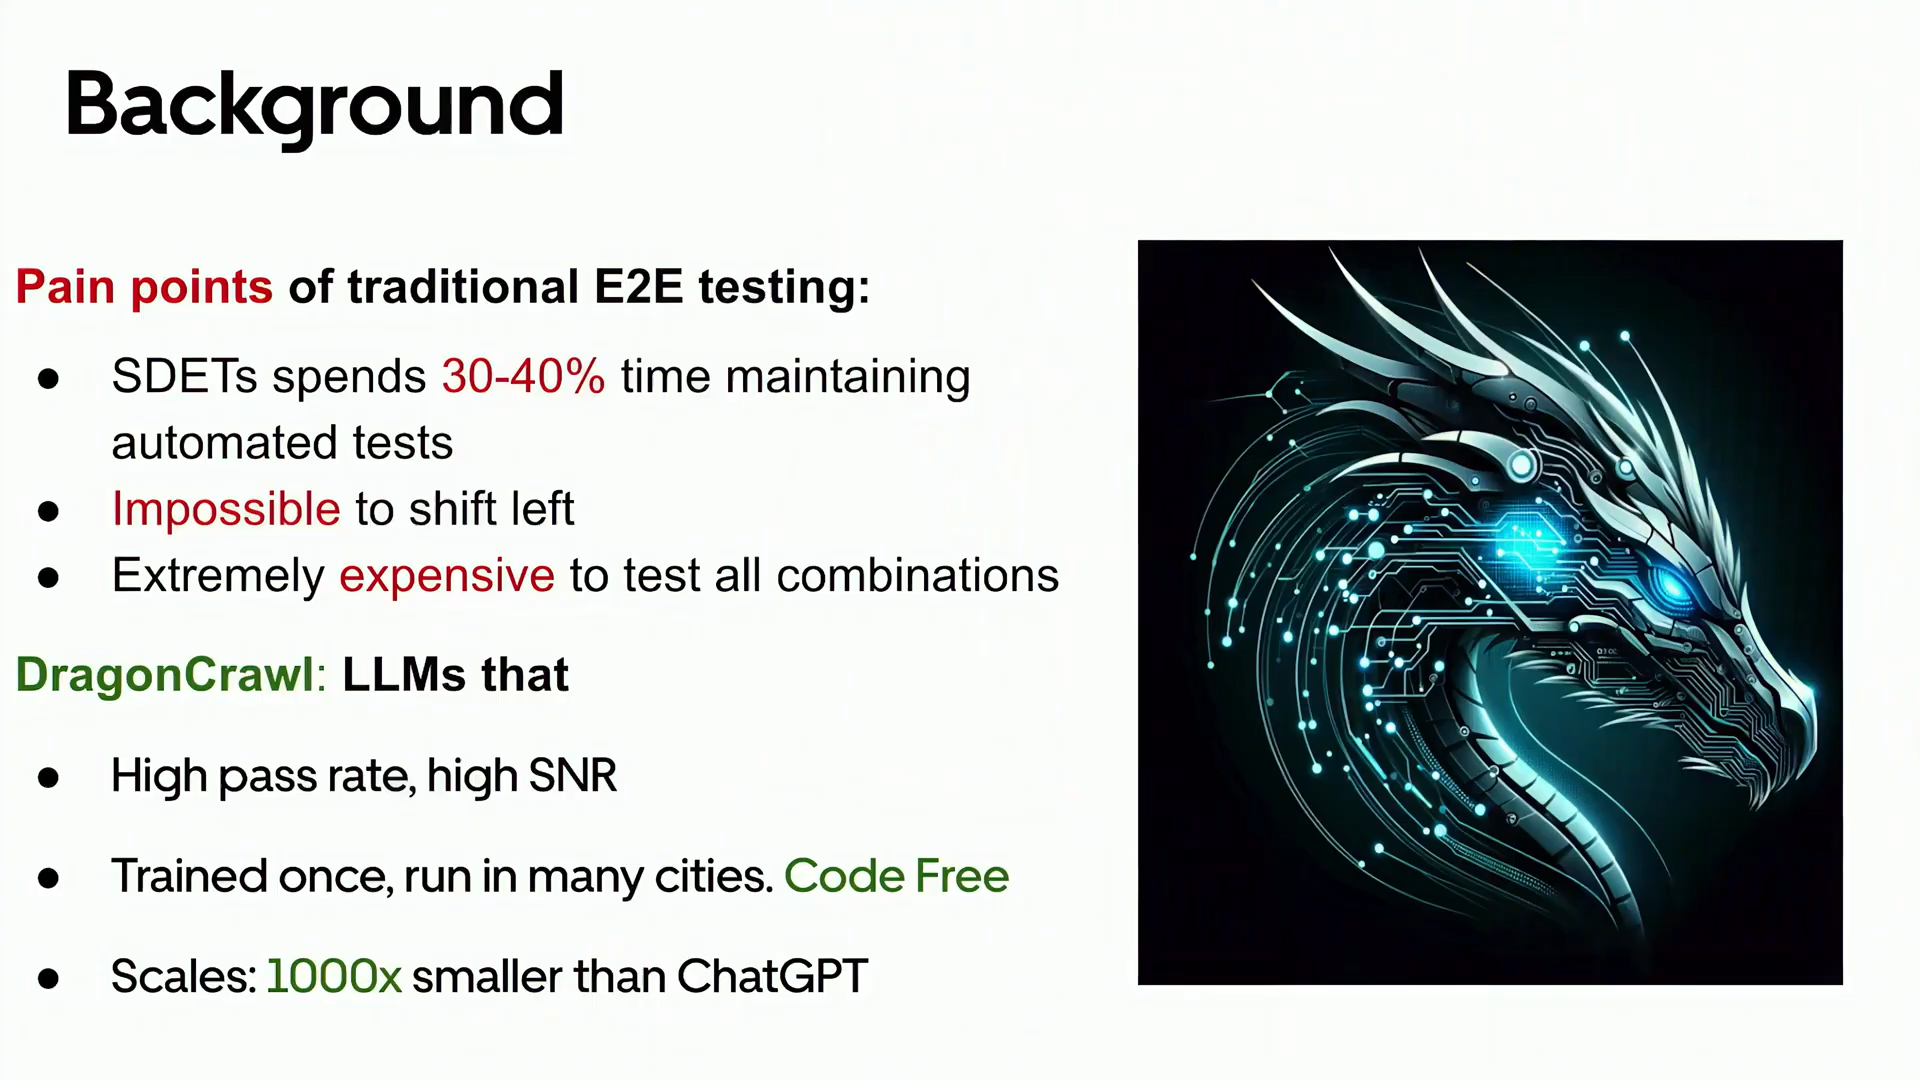 Background
Pain points of traditional E2E testing:
● SDETs spends 30-40% time maintaining
automated tests
● Impossible to shift left
● Extremely expensive to test all combinations
DragonCrawl: LLMs that
● High pass rate, high SNR
● Trained once, run in many cities. Code Free
● Scales: 1000x smaller than ChatGPT